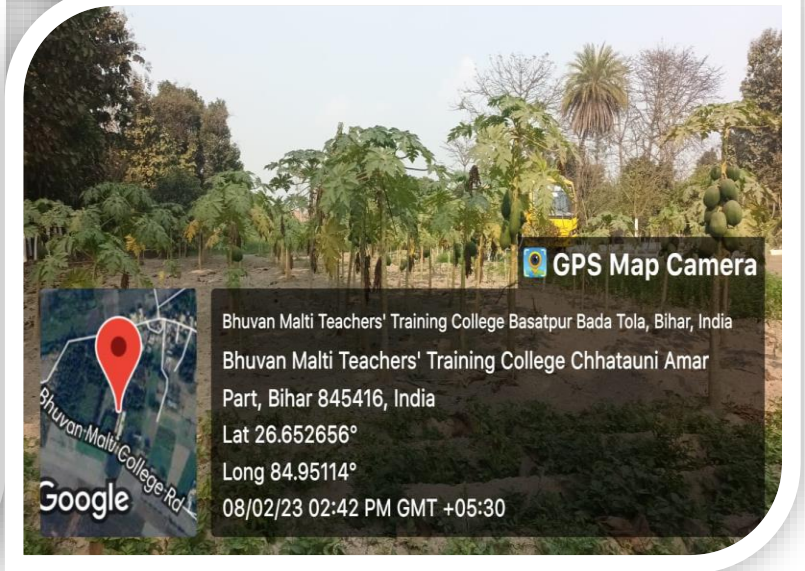 GPS Map Camera
Bhuvan Malti Teachers' Training College Basatpur Bada Tola, Bihar, India
Bhuvan Malti Teachers' Training College Chhatauni Amar
Part, Bihar 845416, India
Lat 26.652656°
Long 84.95114°
08/02/23 02:42 PM GMT +05:30
Bhuvan Malti College Rd
Google